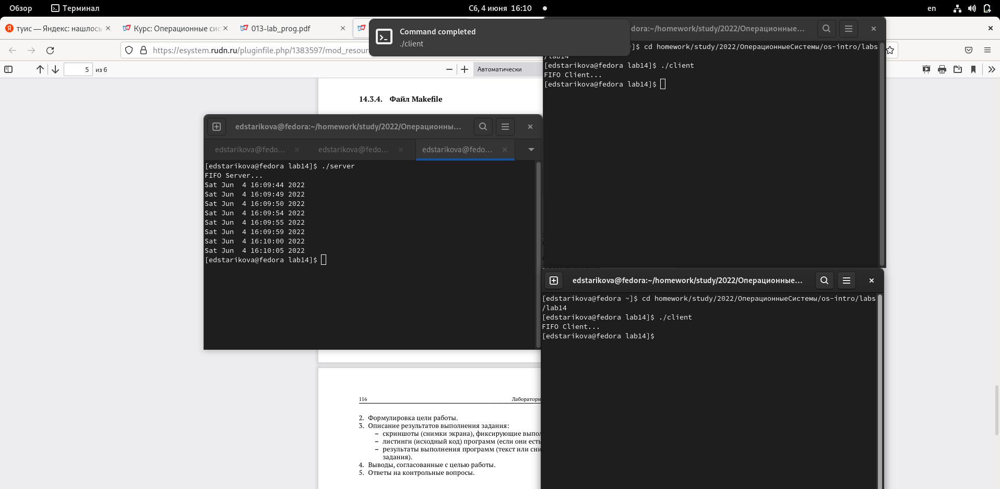 Обзор
Терминал
Сб, 4 июня 16:10
en
туис — Яндекс: нашлось
Курс: Операционные сис
013-lab_prog.pdf
Command completed
./client
dora:~/homework/study/2022/Операционные...
https://esystem.rudn.ru/pluginfile.php/1383597/mod_resour
5 из 6
Автоматически
]$ cd homework/study/2022/ОперационныеСистемы/os-intro/labs
/lab14
[edstarikova@fedora lab14]$ ./client
FIFO Client...
[edstarikova@fedora lab14]$
14.3.4. Файл Makefile
edstarikova@fedora:~/homework/study/2022/Операционны...
edstarikova@fedo...
edstarikova@fedo...
edstarikova@fedo...
[edstarikova@fedora lab14]$ ./server
FIFO Server...
Sat Jun  4 16:09:44 2022
Sat Jun  4 16:09:49 2022
Sat Jun  4 16:09:50 2022
Sat Jun  4 16:09:54 2022
Sat Jun  4 16:09:55 2022
Sat Jun  4 16:09:59 2022
Sat Jun  4 16:10:00 2022
Sat Jun  4 16:10:05 2022
[edstarikova@fedora lab14]$
edstarikova@fedora:~/homework/study/2022/Операционные...
[edstarikova@fedora ~]$ cd homework/study/2022/ОперационныеСистемы/os-intro/labs
/lab14
[edstarikova@fedora lab14]$ ./client
FIFO Client...
[edstarikova@fedora lab14]$
116 Лабораторн
2. Формулировка цели работы.
3. Описание результатов выполнения задания:
– скриншоты (снимки экрана), фиксирующие выпол
– листинги (исходный код) программ (если они есть
– результаты выполнения программ (текст или сни
задания).
4. Выводы, согласованные с целью работы.
5. Ответы на контрольные вопросы.